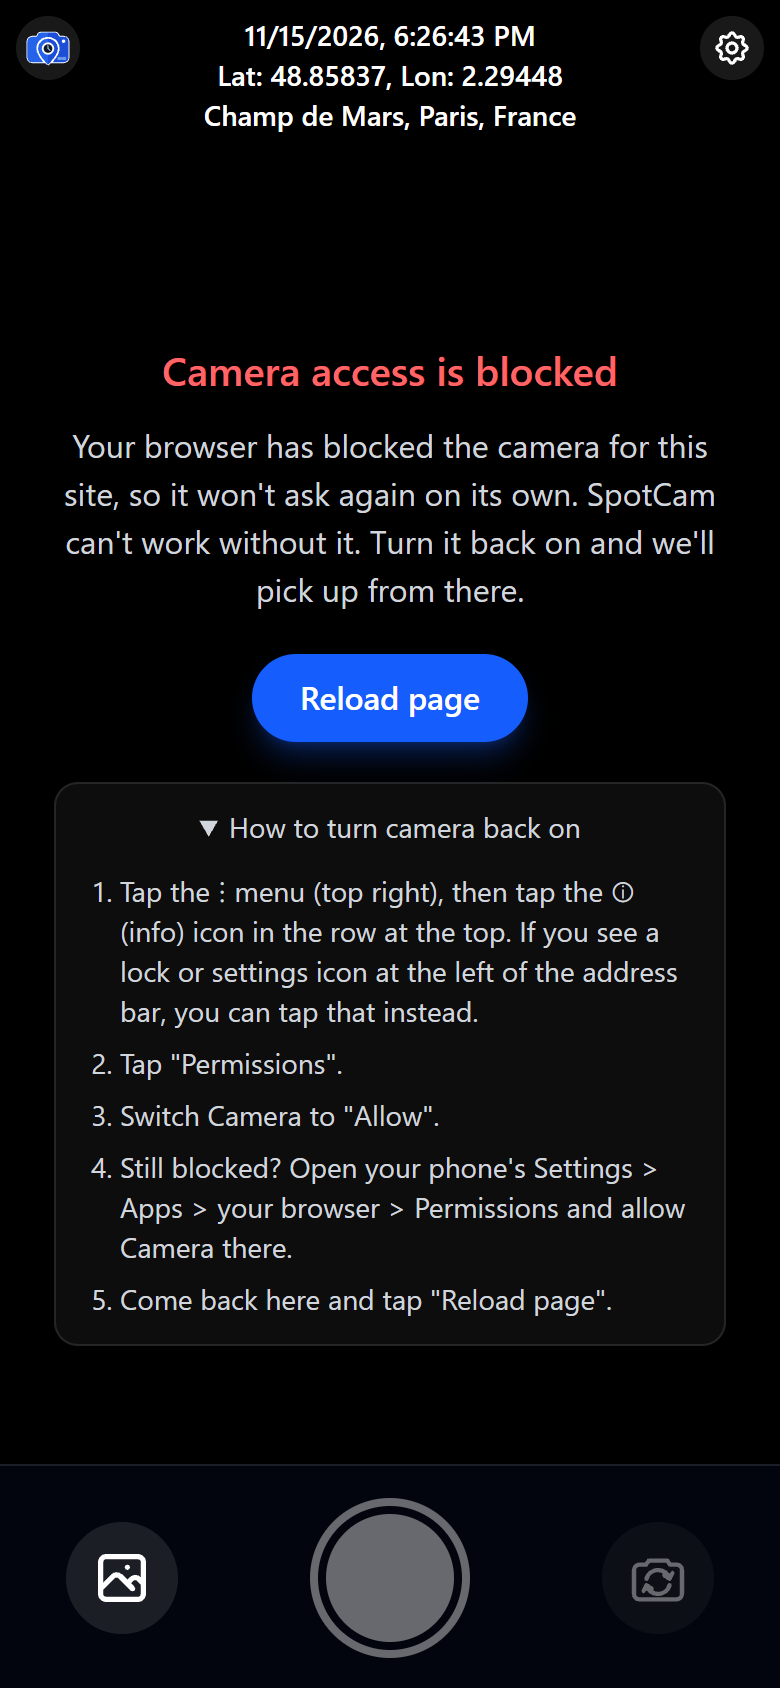 11/15/2026, 6:26:43 PM
Lat: 48.85837, Lon: 2.29448
Champ de Mars, Paris, France
Camera access is blocked
Your browser has blocked the camera for this
site, so it won't ask again on its own. SpotCam
can't work without it. Turn it back on and we'll
pick up from there.
Reload page
▼ How to turn camera back on
1. Tap the ⋮ menu (top right), then tap the ⓘ
(info) icon in the row at the top. If you see a
lock or settings icon at the left of the address
bar, you can tap that instead.
2. Tap "Permissions".
3. Switch Camera to "Allow".
4. Still blocked? Open your phone's Settings >
Apps > your browser > Permissions and allow
Camera there.
5. Come back here and tap "Reload page".